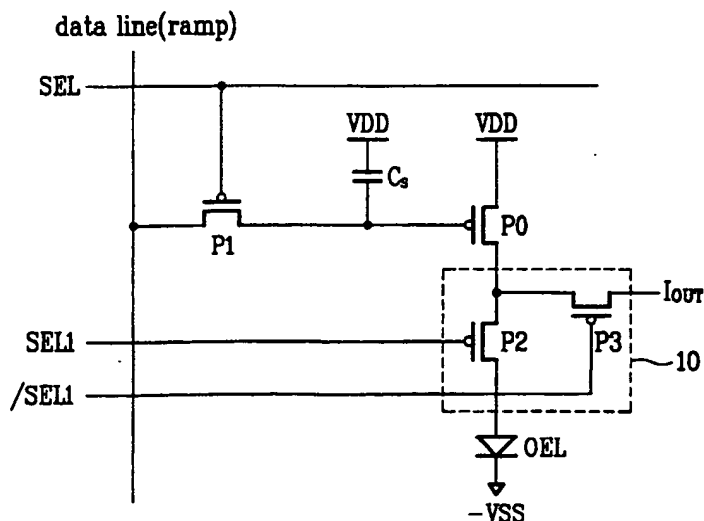 data line(ramp)
SEL
VDD
VDD
Cs
P1
P0
IOUT
SEL1
P2
P3
10
/SEL1
OEL
-VSS